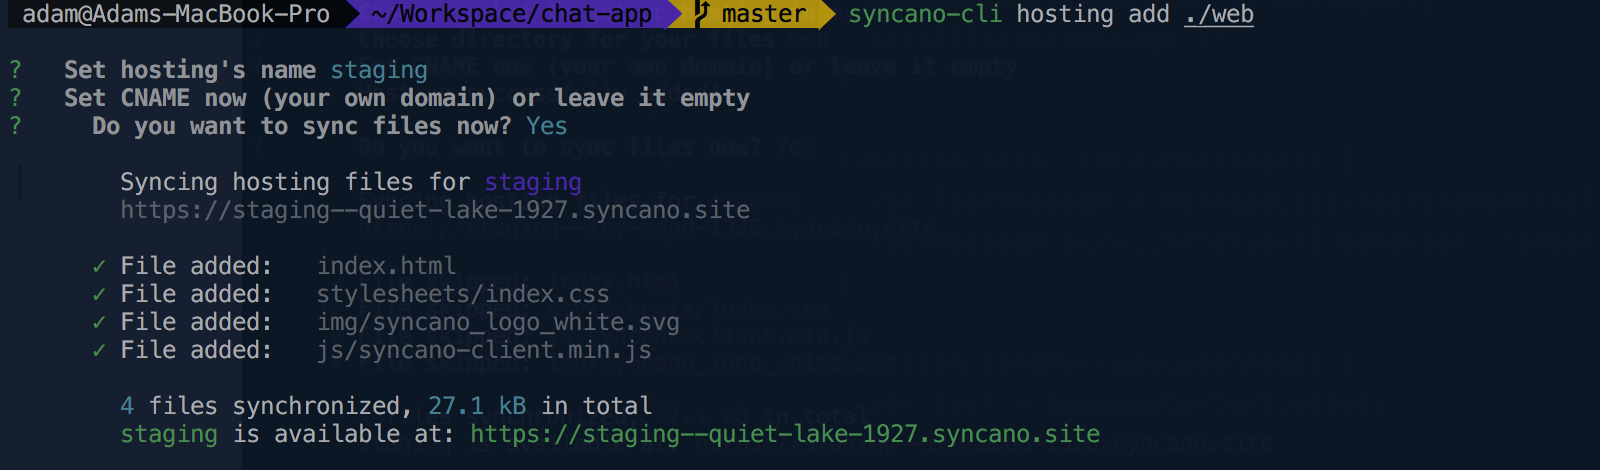 adam@Adams-MacBook-Pro ~/Workspace/chat-app master syncano-cli hosting add ./web
? Set hosting's name staging
? Set CNAME now (your own domain) or leave it empty
? Do you want to sync files now? Yes
Syncing hosting files for staging
https://staging--quiet-lake-1927.syncano.site
✓ File added: index.html
✓ File added: stylesheets/index.css
✓ File added: img/syncano_logo_white.svg
✓ File added: js/syncano-client.min.js
4 files synchronized, 27.1 kB in total
staging is available at: https://staging--quiet-lake-1927.syncano.site